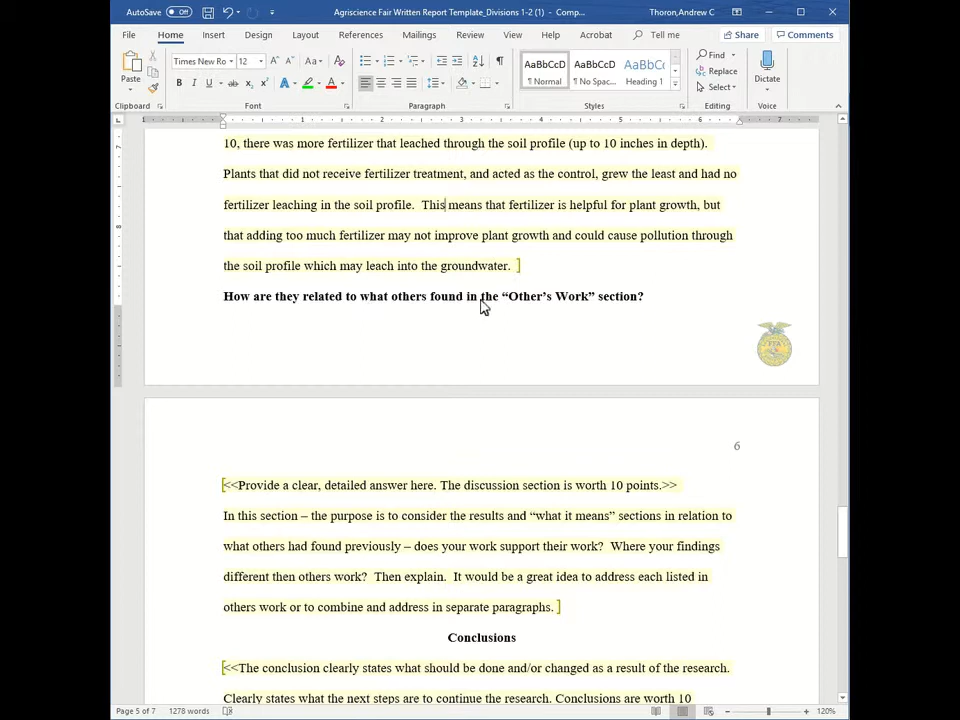 AutoSave Off Agriscience Fair Written Report Template_Divisions 1-2 (1) - Comp... Thoron,Andrew C
File Home Insert Design Layout References Mailings Review View Help Acrobat Tell me Share Comments
Paste Times New Ro 12 Aa AaBbCcD AaBbCcD AaBbCc Find Dictate
Replace
B I U ab x₂ x² A A ¶ Normal ¶ No Spac... Heading 1 Select
Clipboard Font Paragraph Styles Editing Voice
1 1 2 3 4 5 6 7
10, there was more fertilizer that leached through the soil profile (up to 10 inches in depth).
Plants that did not receive fertilizer treatment, and acted as the control, grew the least and had no
fertilizer leaching in the soil profile. This means that fertilizer is helpful for plant growth, but
that adding too much fertilizer may not improve plant growth and could cause pollution through
the soil profile which may leach into the groundwater. ]
How are they related to what others found in the “Other’s Work” section?
FFA
6
[<<Provide a clear, detailed answer here. The discussion section is worth 10 points.>>
In this section – the purpose is to consider the results and “what it means” sections in relation to
what others had found previously – does your work support their work? Where your findings
different then others work? Then explain. It would be a great idea to address each listed in
others work or to combine and address in separate paragraphs. ]
Conclusions
[<<The conclusion clearly states what should be done and/or changed as a result of the research.
Clearly states what the next steps are to continue the research. Conclusions are worth 10
Page 5 of 7 1278 words 120%